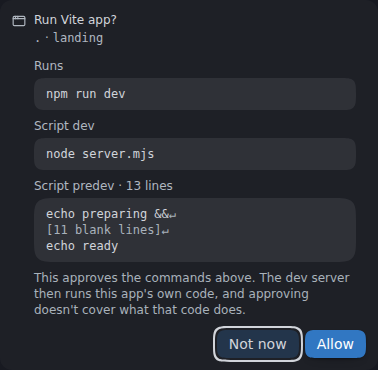 Run Vite app?
. · landing
Runs
npm run dev
Script dev
node server.mjs
Script predev · 13 lines
echo preparing &&↵
[11 blank lines]↵
echo ready
This approves the commands above. The dev server
then runs this app's own code, and approving
doesn't cover what that code does.
Not now
Allow